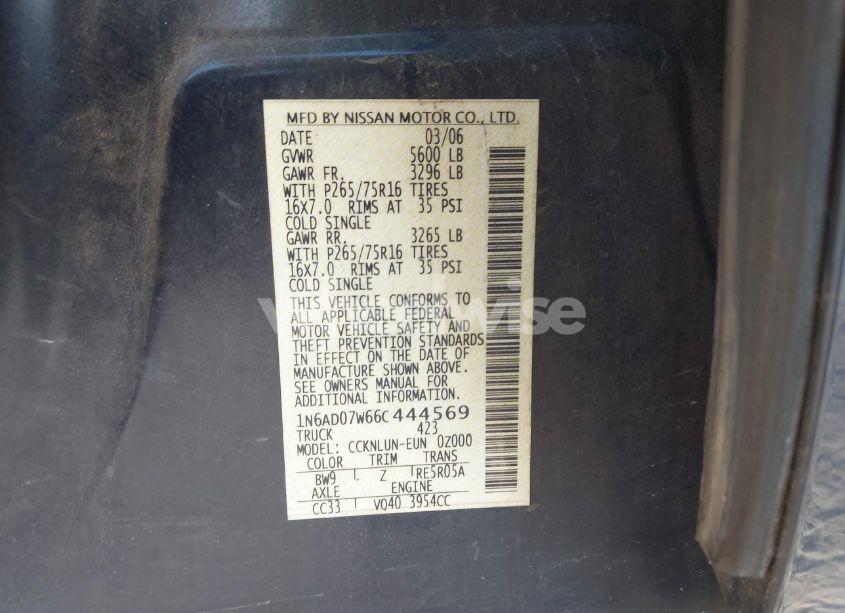 MFD BY NISSAN MOTOR CO., LTD.
DATE 03/06
GVWR 5600 LB
GAWR FR. 3296 LB
WITH P265/75R16 TIRES
16X7.0 RIMS AT 35 PSI
COLD SINGLE
GAWR RR. 3265 LB
WITH P265/75R16 TIRES
16X7.0 RIMS AT 35 PSI
COLD SINGLE
THIS VEHICLE CONFORMS TO
ALL APPLICABLE FEDERAL
MOTOR VEHICLE SAFETY AND
THEFT PREVENTION STANDARDS
IN EFFECT ON THE DATE OF
MANUFACTURE SHOWN ABOVE.
SEE OWNERS MANUAL FOR
ADDITIONAL INFORMATION.
1N6AD07W66C444569
TRUCK 423
MODEL: CCKNLUN-EUN 0Z000
COLOR TRIM TRANS
BW9 Z RE5R05A
AXLE ENGINE
CC33 VQ40 3954CC